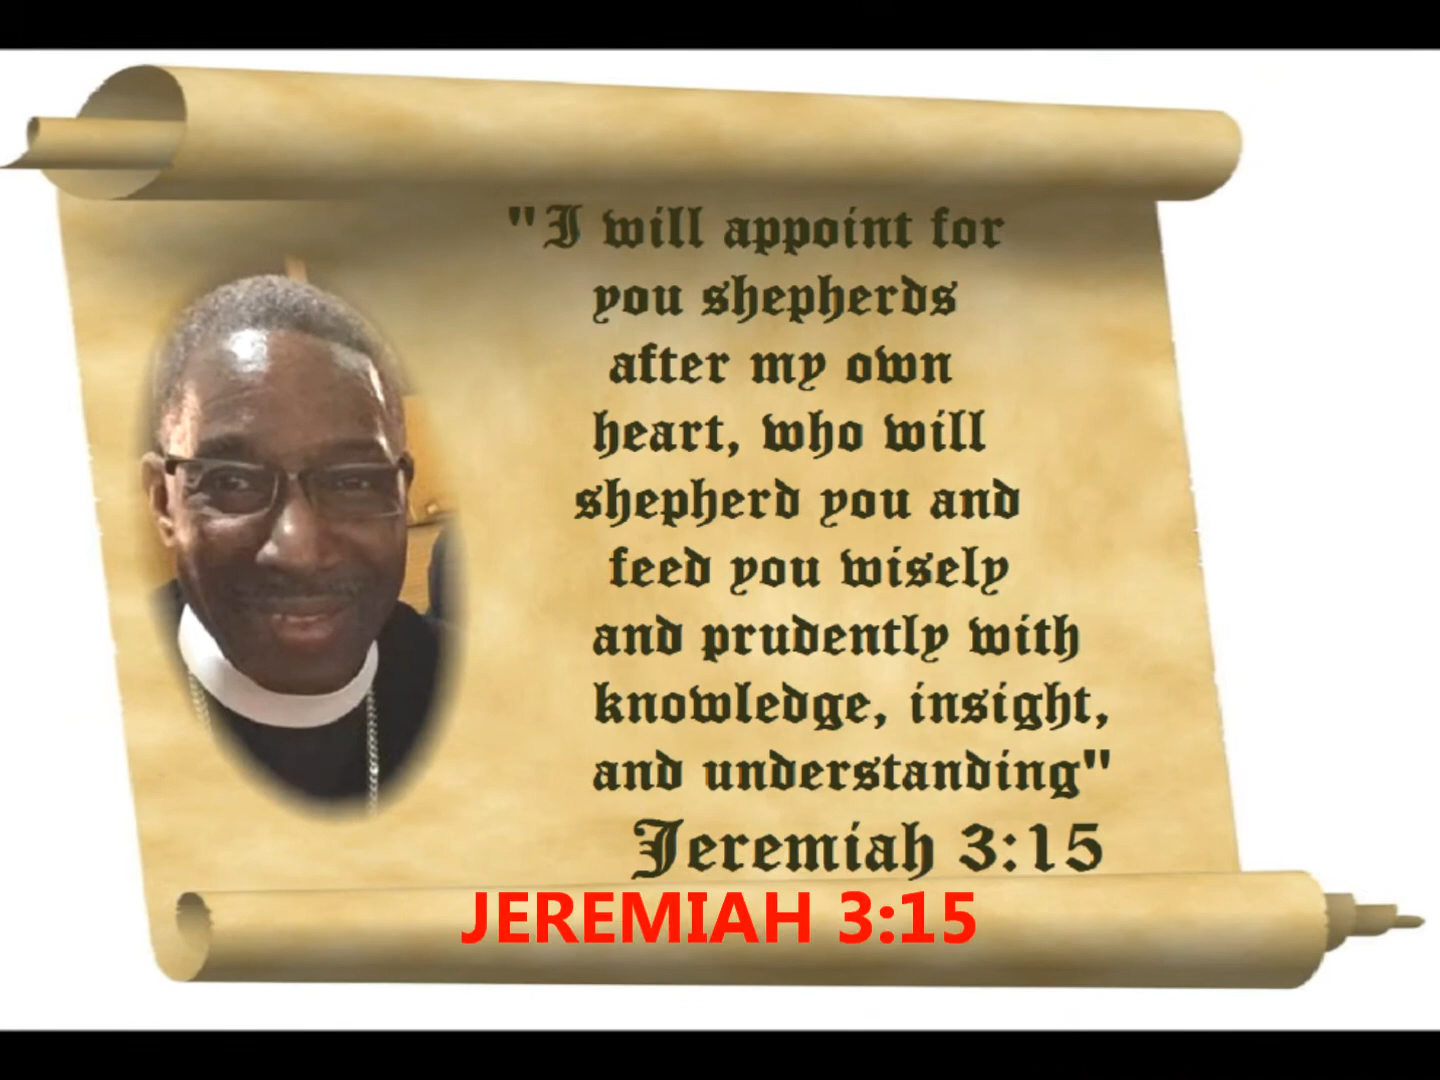 "I will appoint for
you shepherds
after my own
heart, who will
shepherd you and
feed you wisely
and prudently with
knowledge, insight,
and understanding"
Jeremiah 3:15
JEREMIAH 3:15